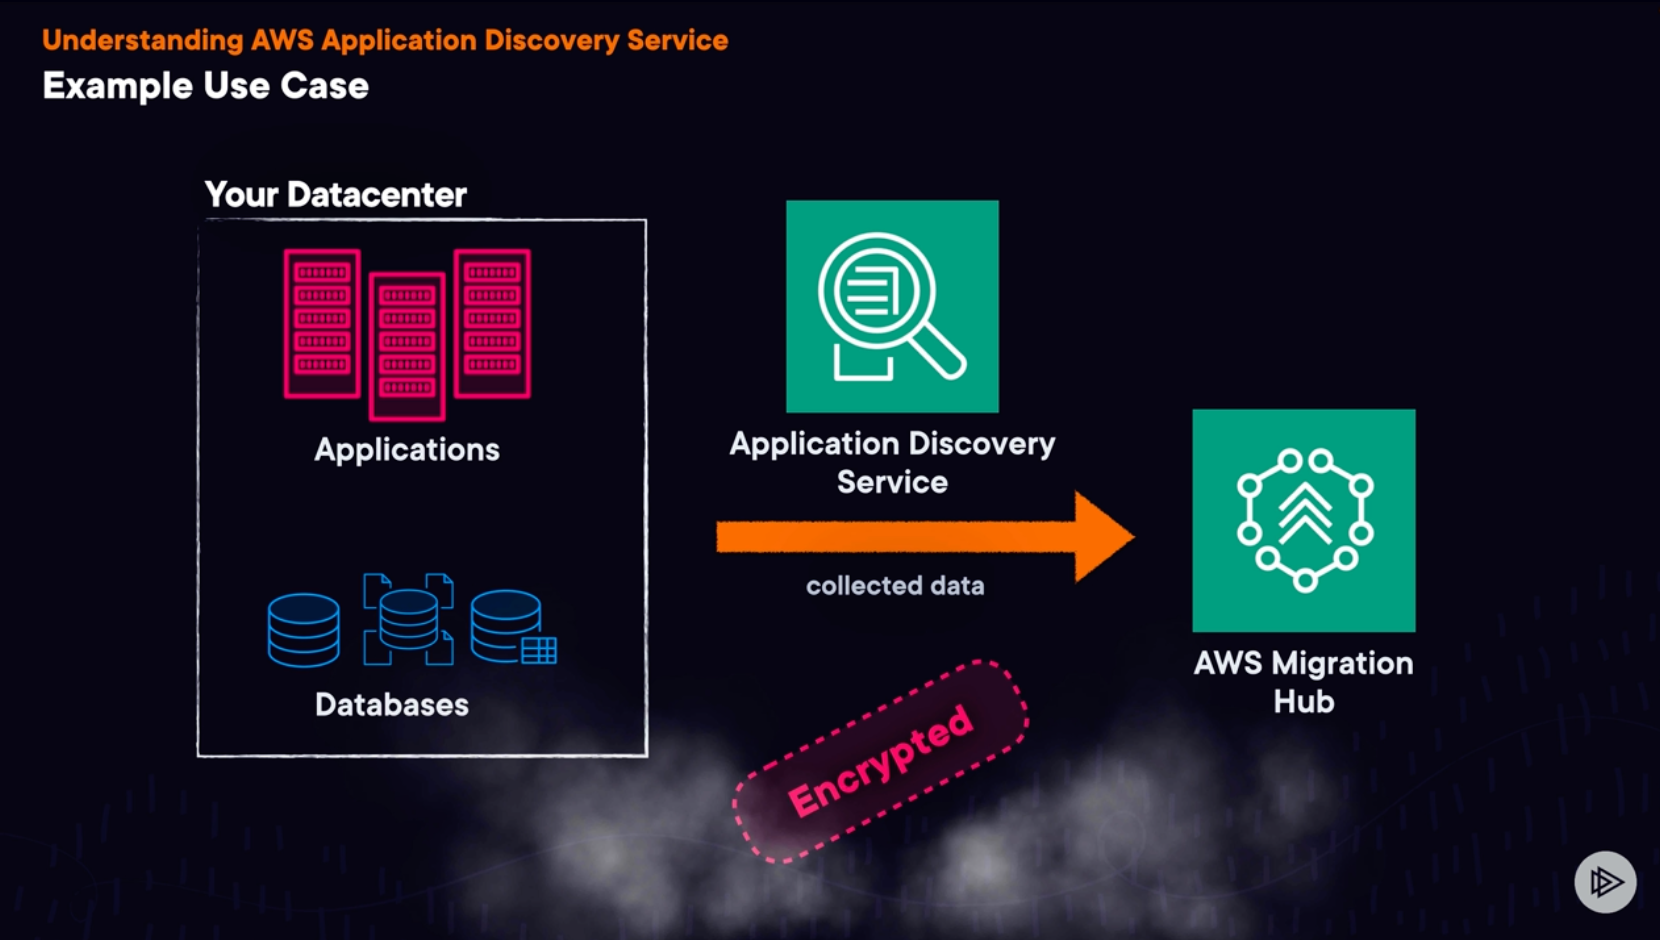 Understanding AWS Application Discovery Service
Example Use Case
Your Datacenter
Applications
Databases
Application Discovery
Service
collected data
Encrypted
AWS Migration
Hub